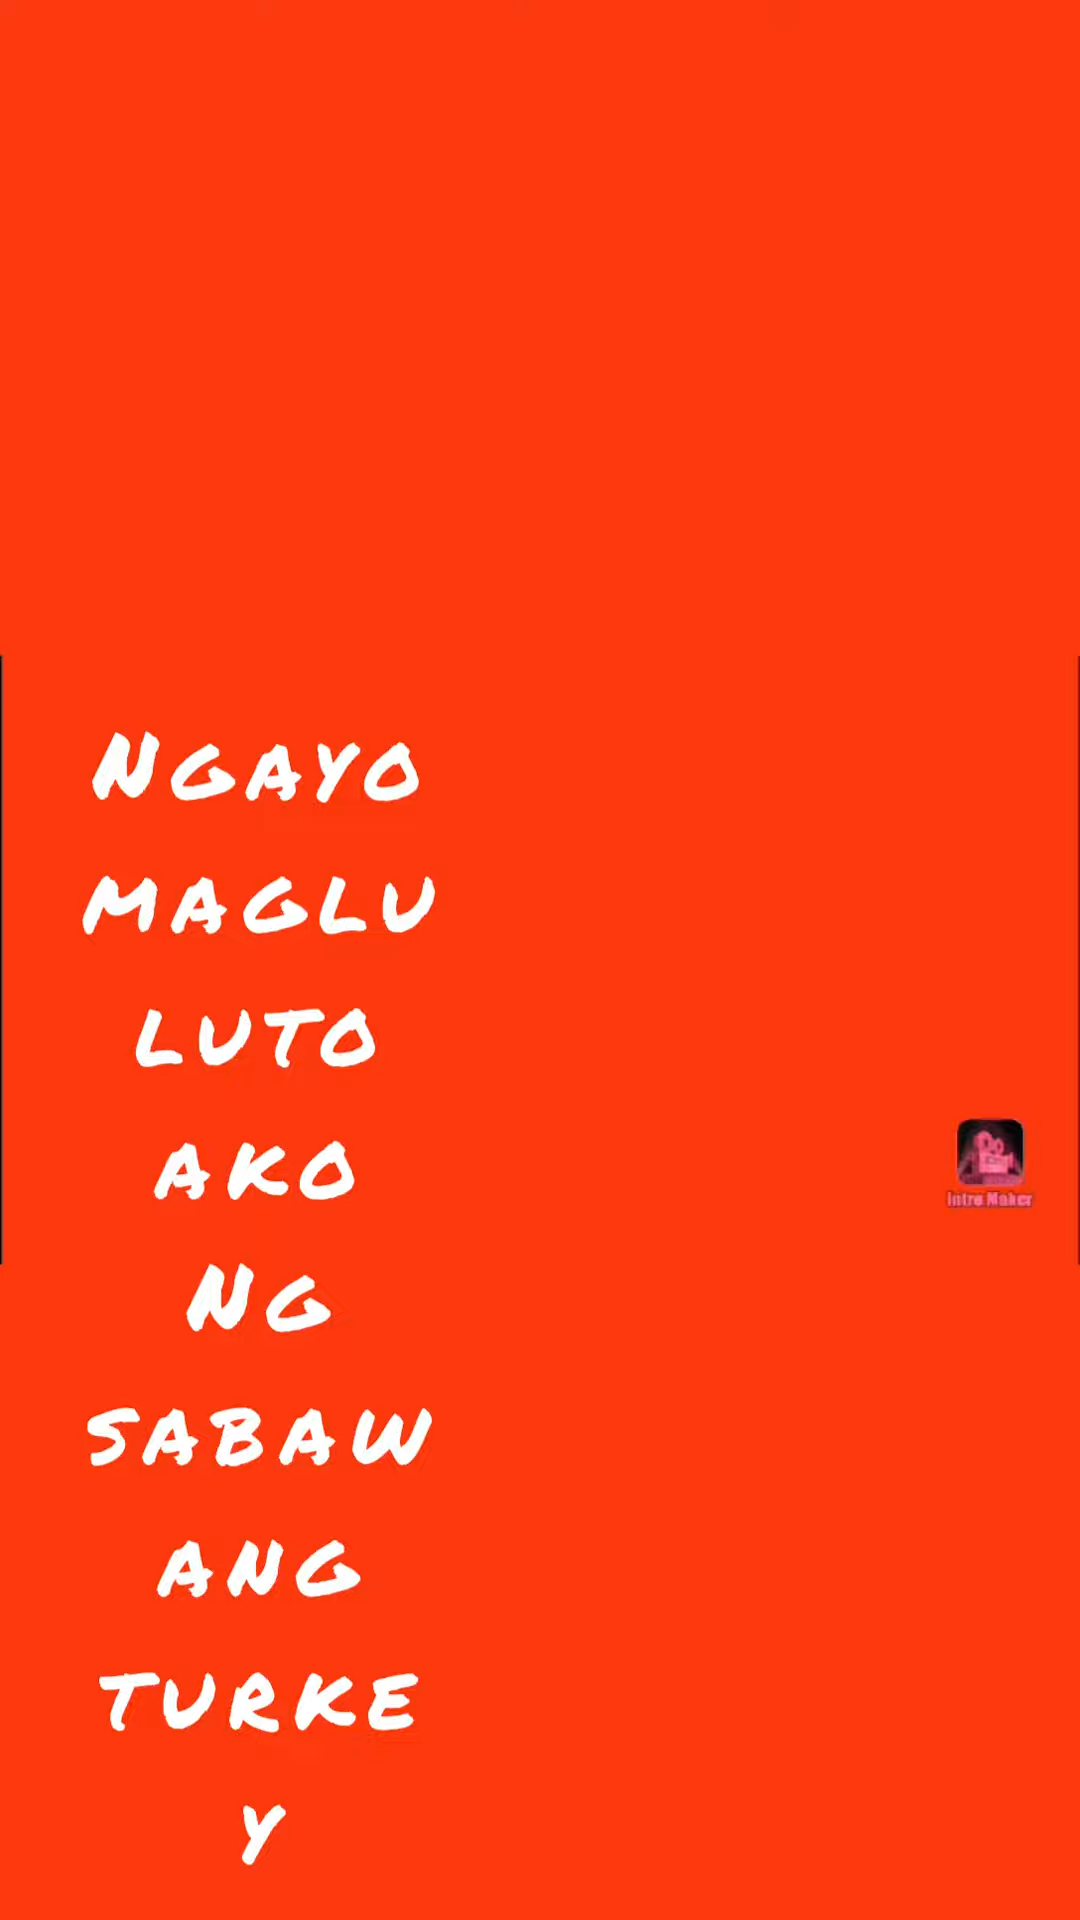 Ngayo
maglu
luto
ako
Ng
sabaw
ang
turke
y
Intro Maker